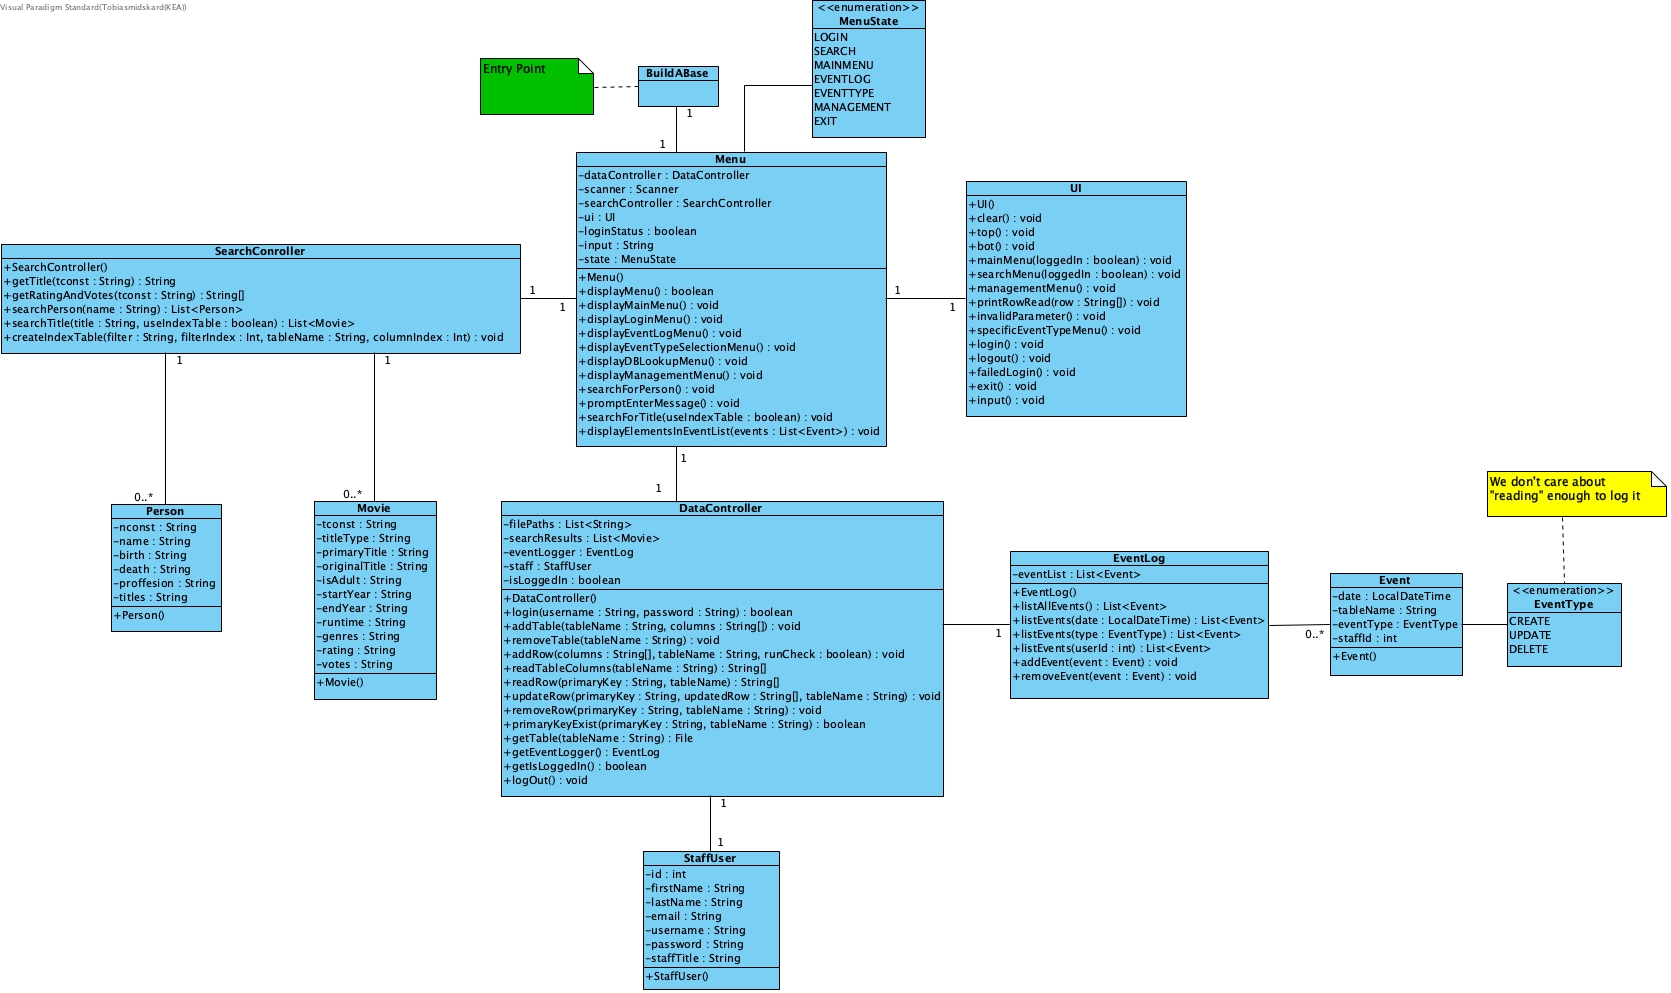 Visual Paradigm Standard(Tobiasmidskard(KEA))
<<enumeration>>
MenuState
LOGIN
SEARCH
MAINMENU
EVENTLOG
EVENTTYPE
MANAGEMENT
EXIT
Entry Point
BuildABase
1
1
Menu
-dataController : DataController
-scanner : Scanner
-searchController : SearchController
-ui : UI
-loginStatus : boolean
-input : String
-state : MenuState
+Menu()
+displayMenu() : boolean
+displayMainMenu() : void
+displayLoginMenu() : void
+displayEventLogMenu() : void
+displayEventTypeSelectionMenu() : void
+displayDBLookupMenu() : void
+displayManagementMenu() : void
+searchForPerson() : void
+promptEnterMessage() : void
+searchForTitle(useIndexTable : boolean) : void
+displayElementsInEventList(events : List<Event>) : void
UI
+UI()
+clear() : void
+top() : void
+bot() : void
+mainMenu(loggedIn : boolean) : void
+searchMenu(loggedIn : boolean) : void
+managementMenu() : void
+printRowRead(row : String[]) : void
+invalidParameter() : void
+specificEventTypeMenu() : void
+login() : void
+logout() : void
+failedLogin() : void
+exit() : void
+input() : void
1
1
SearchConroller
+SearchController()
+getTitle(tconst : String) : String
+getRatingAndVotes(tconst : String) : String[]
+searchPerson(name : String) : List<Person>
+searchTitle(title : String, useIndexTable : boolean) : List<Movie>
+createIndexTable(filter : String, filterIndex : Int, tableName : String, columnIndex : Int) : void
1
1
1
1
0..*
0..*
Person
-nconst : String
-name : String
-birth : String
-death : String
-proffesion : String
-titles : String
+Person()
Movie
-tconst : String
-titleType : String
-primaryTitle : String
-originalTitle : String
-isAdult : String
-startYear : String
-endYear : String
-runtime : String
-genres : String
-rating : String
-votes : String
+Movie()
1
1
DataController
-filePaths : List<String>
-searchResults : List<Movie>
-eventLogger : EventLog
-staff : StaffUser
-isLoggedIn : boolean
+DataController()
+login(username : String, password : String) : boolean
+addTable(tableName : String, columns : String[]) : void
+removeTable(tableName : String) : void
+addRow(columns : String[], tableName : String, runCheck : boolean) : void
+readTableColumns(tableName : String) : String[]
+readRow(primaryKey : String, tableName) : String[]
+updateRow(primaryKey : String, updatedRow : String[], tableName : String) : void
+removeRow(primaryKey : String, tableName : String) : void
+primaryKeyExist(primaryKey : String, tableName : String) : boolean
+getTable(tableName : String) : File
+getEventLogger() : EventLog
+getIsLoggedIn() : boolean
+logOut() : void
1
EventLog
-eventList : List<Event>
+EventLog()
+listAllEvents() : List<Event>
+listEvents(date : LocalDateTime) : List<Event>
+listEvents(type : EventType) : List<Event>
+listEvents(userId : int) : List<Event>
+addEvent(event : Event) : void
+removeEvent(event : Event) : void
0..*
Event
-date : LocalDateTime
-tableName : String
-eventType : EventType
-staffId : int
+Event()
We don't care about
"reading" enough to log it
<<enumeration>>
EventType
CREATE
UPDATE
DELETE
1
1
StaffUser
-id : int
-firstName : String
-lastName : String
-email : String
-username : String
-password : String
-staffTitle : String
+StaffUser()